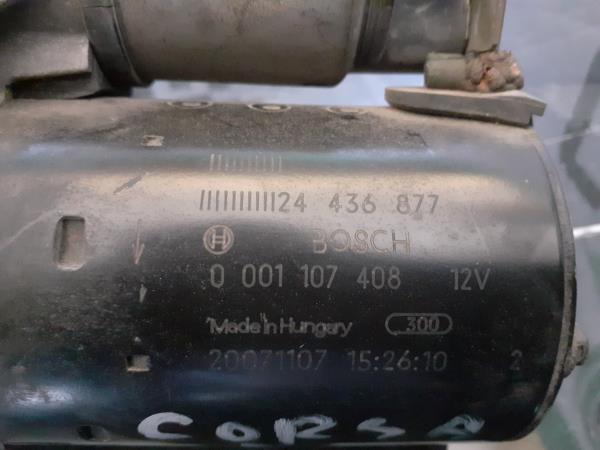 24 436 877
BOSCH
0 001 107 408 12V
Made in Hungary 300
20071107 15:26:10 2
CORSA